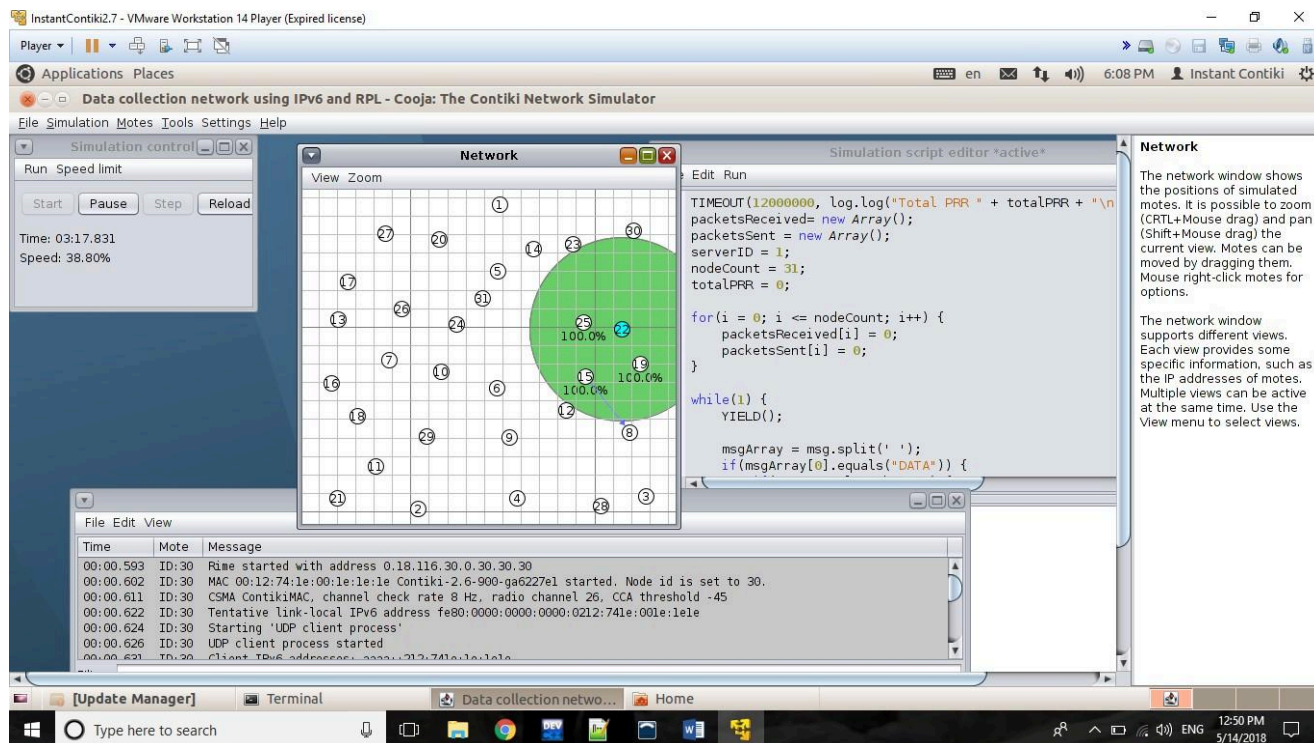 InstantContiki2.7 - VMware Workstation 14 Player (Expired license)
Player
Applications Places
en
6:08 PM
Instant Contiki
Data collection network using IPv6 and RPL - Cooja: The Contiki Network Simulator
File Simulation Motes Tools Settings Help
Simulation control
Run Speed limit
Start Pause Step Reload
Time: 03:17.831
Speed: 38.80%
Network
View Zoom
1
27
20
30
14
23
5
17
31
26
13
24
25
22
100.0%
7
19
10
15
100.0%
16
6
100.0%
12
18
8
29
9
11
21
4
3
28
2
Simulation script editor *active*
Edit Run
TIMEOUT(12000000, log.log("Total PRR " + totalPRR + "\n
packetsReceived= new Array();
packetsSent = new Array();
serverID = 1;
nodeCount = 31;
totalPRR = 0;
for(i = 0; i <= nodeCount; i++) {
packetsReceived[i] = 0;
packetsSent[i] = 0;
}
while(1) {
YIELD();
msgArray = msg.split(' ');
if(msgArray[0].equals("DATA")) {
Network
The network window shows
the positions of simulated
motes. It is possible to zoom
(CRTL+Mouse drag) and pan
(Shift+Mouse drag) the
current view. Motes can be
moved by dragging them.
Mouse right-click motes for
options.
The network window
supports different views.
Each view provides some
specific information, such as
the IP addresses of motes.
Multiple views can be active
at the same time. Use the
View menu to select views.
File Edit View
Time Mote Message
00:00.593 ID:30 Rime started with address 0.18.116.30.0.30.30.30
00:00.602 ID:30 MAC 00:12:74:1e:00:1e:1e:1e Contiki-2.6-900-ga6227e1 started. Node id is set to 30.
00:00.611 ID:30 CSMA ContikiMAC, channel check rate 8 Hz, radio channel 26, CCA threshold -45
00:00.622 ID:30 Tentative link-local IPv6 address fe80:0000:0000:0000:0212:741e:001e:1e1e
00:00.624 ID:30 Starting 'UDP client process'
00:00.626 ID:30 UDP client process started
00:00.631 ID:30 Client IPv6 addresses: aaaa::212:741e:1e:1e1e
[Update Manager]
Terminal
Data collection netwo...
Home
Type here to search
DEV
ENG
12:50 PM
5/14/2018